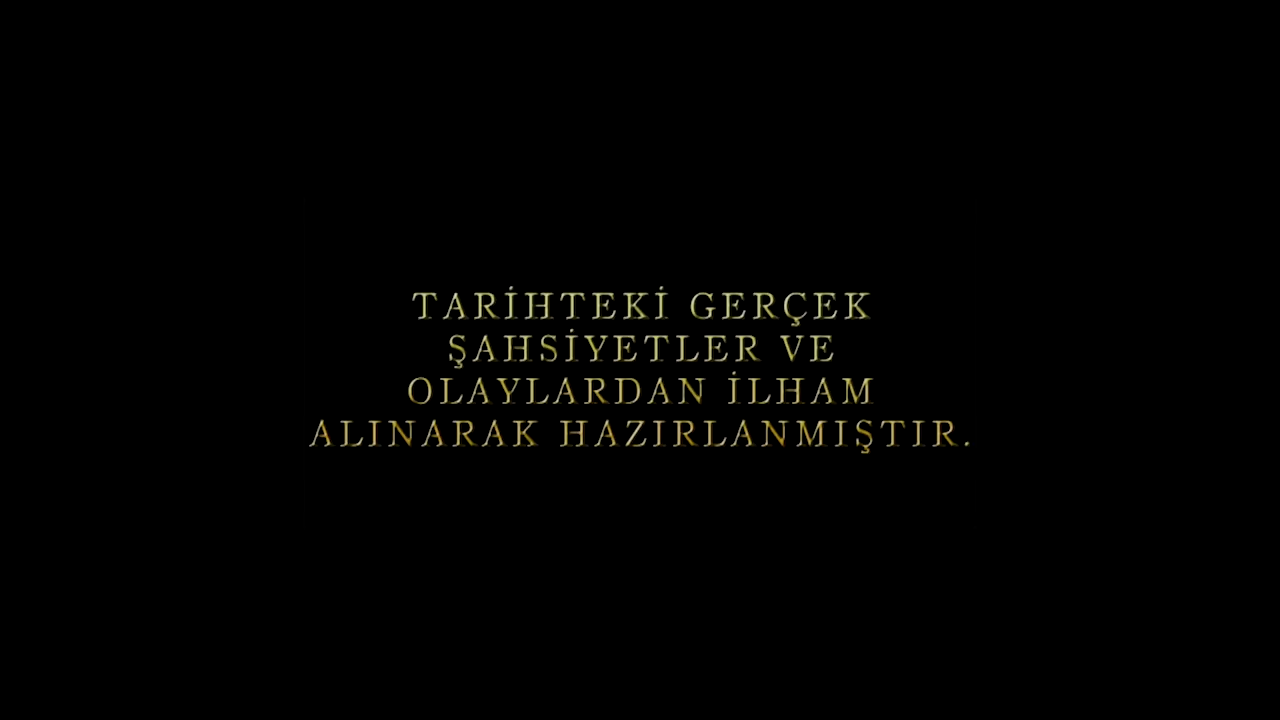 TARİHTEKİ GERÇEK
ŞAHSİYETLER VE
OLAYLARDAN İLHAM
ALINARAK HAZIRLANMIŞTIR.